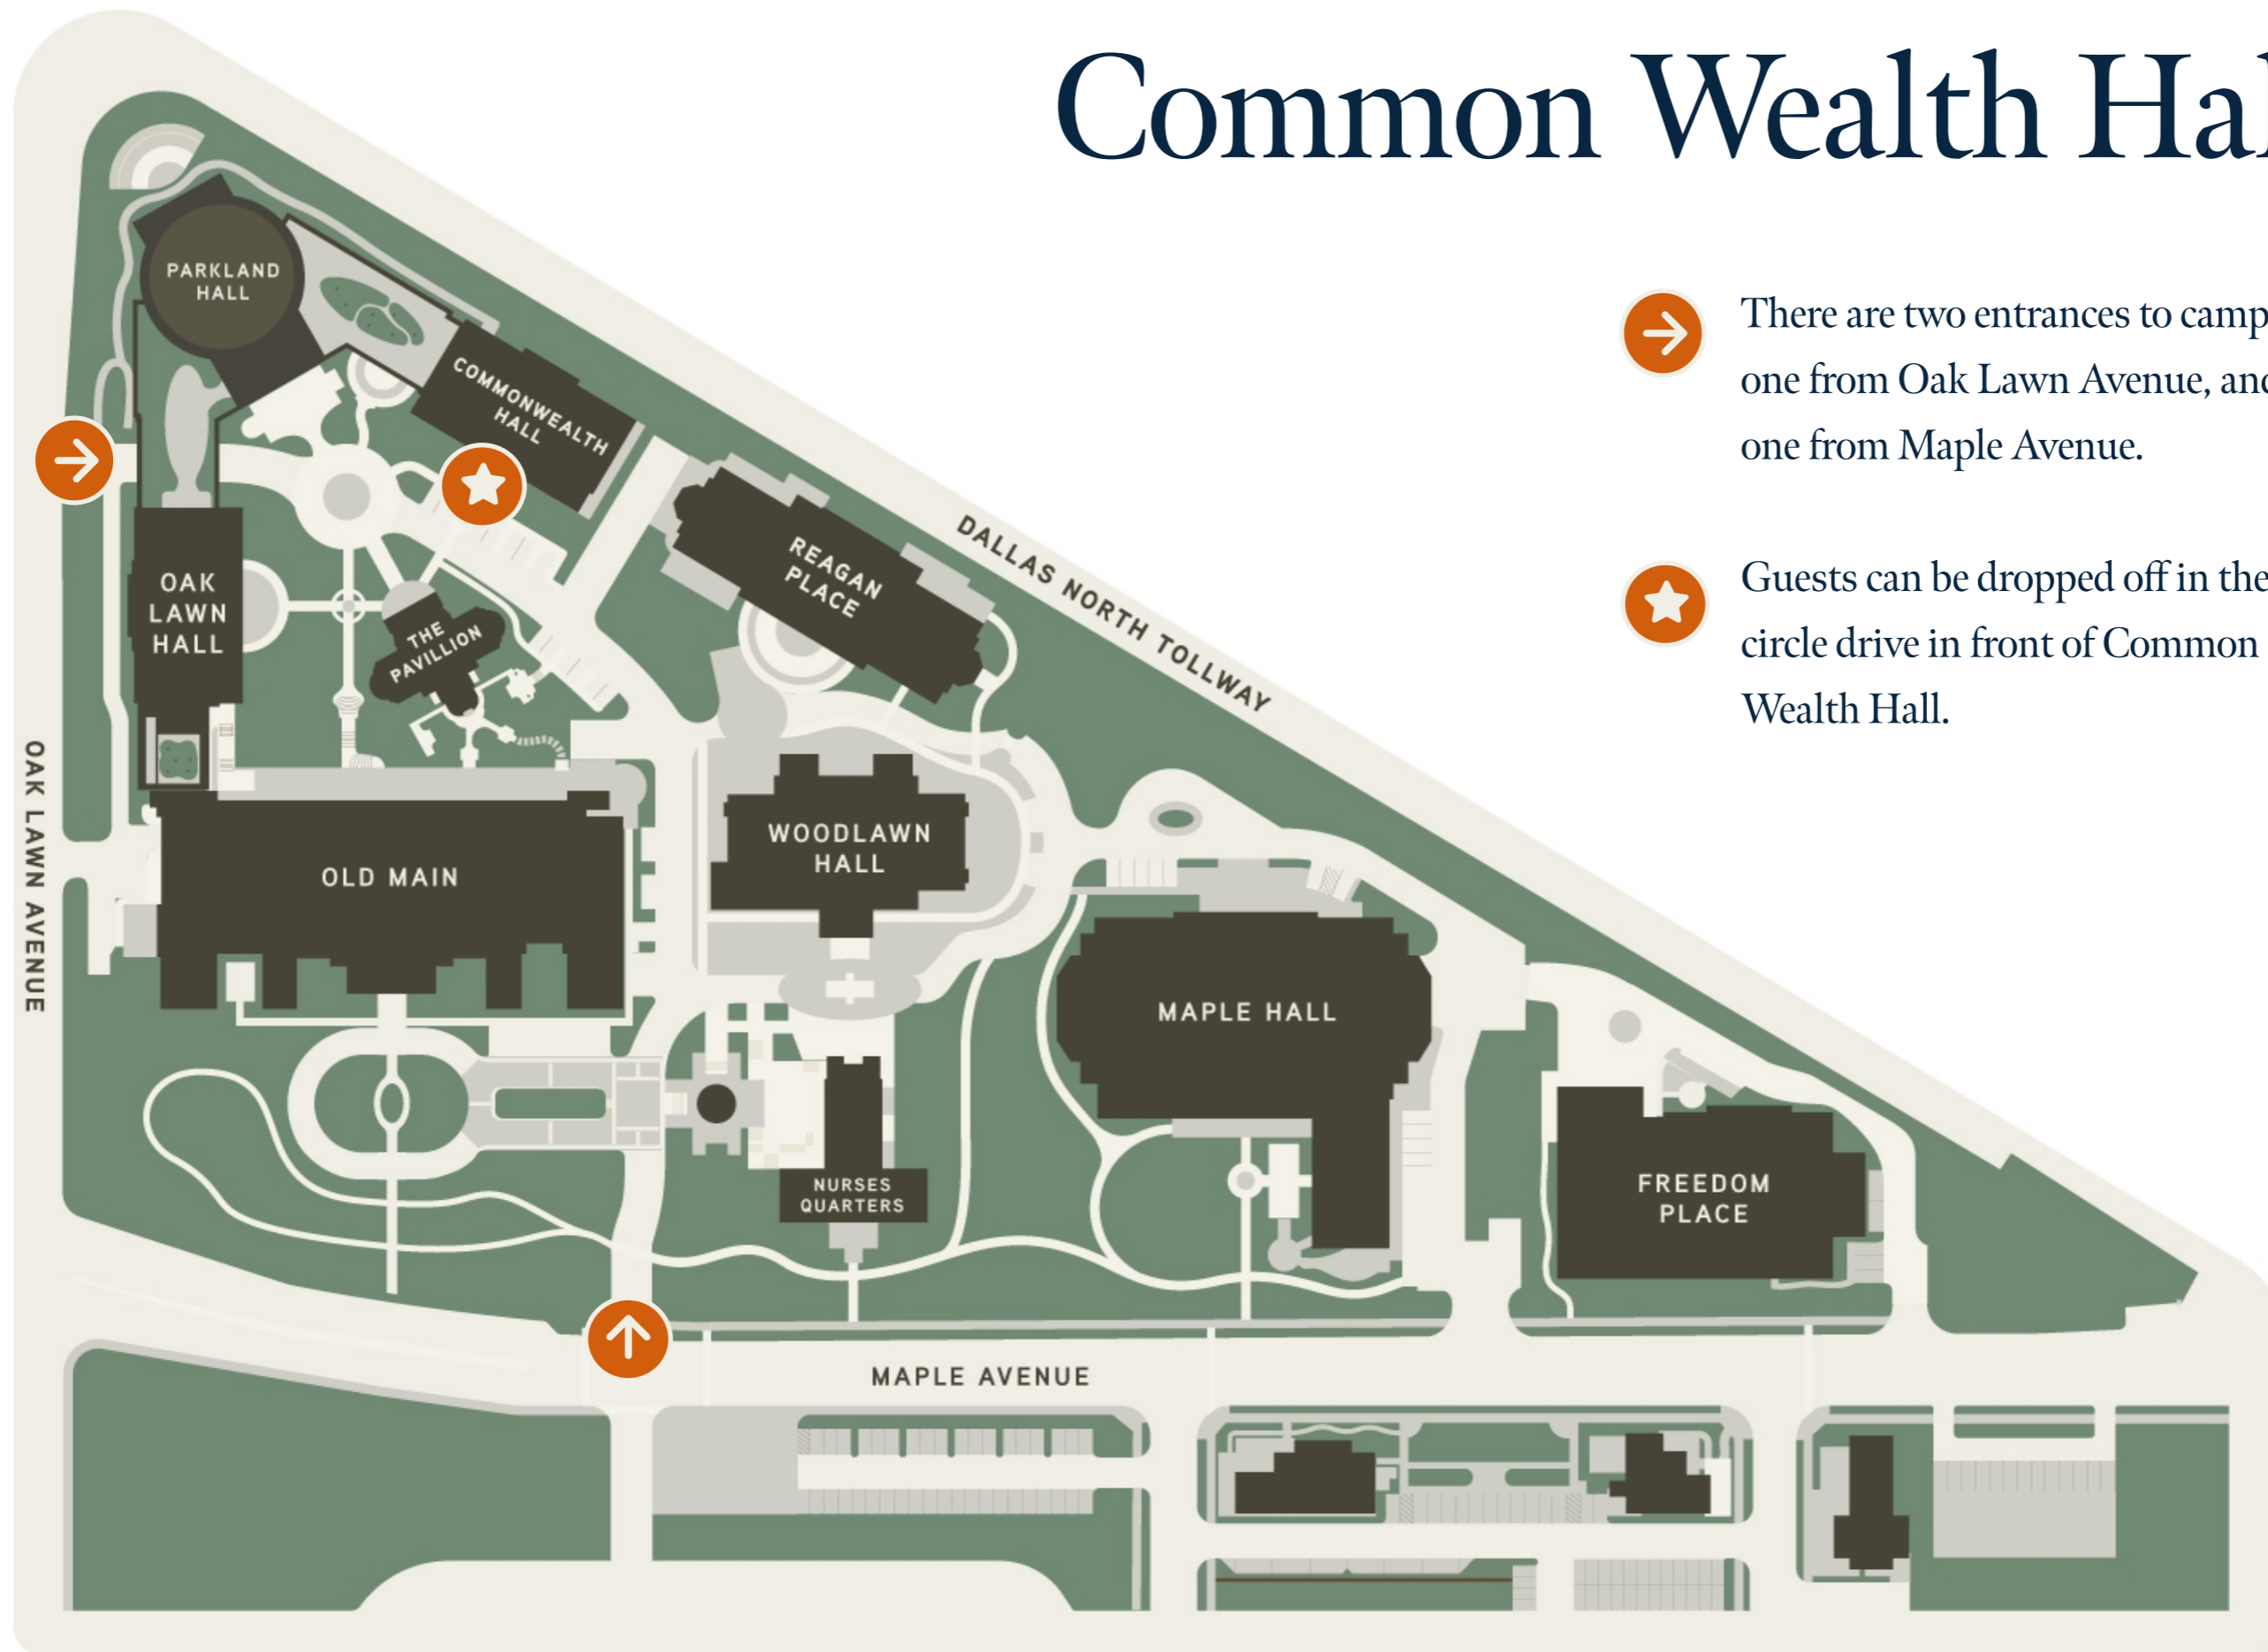 Common Wealth Hal
There are two entrances to camp
one from Oak Lawn Avenue, and
one from Maple Avenue.
Guests can be dropped off in the
circle drive in front of Common
Wealth Hall.
PARKLAND
HALL
COMMONWEALTH
HALL
REAGAN
PLACE
DALLAS NORTH TOLLWAY
OAK
LAWN
HALL
THE
PAVILLION
OAK LAWN AVENUE
OLD MAIN
WOODLAWN
HALL
MAPLE HALL
NURSES
QUARTERS
FREEDOM
PLACE
MAPLE AVENUE